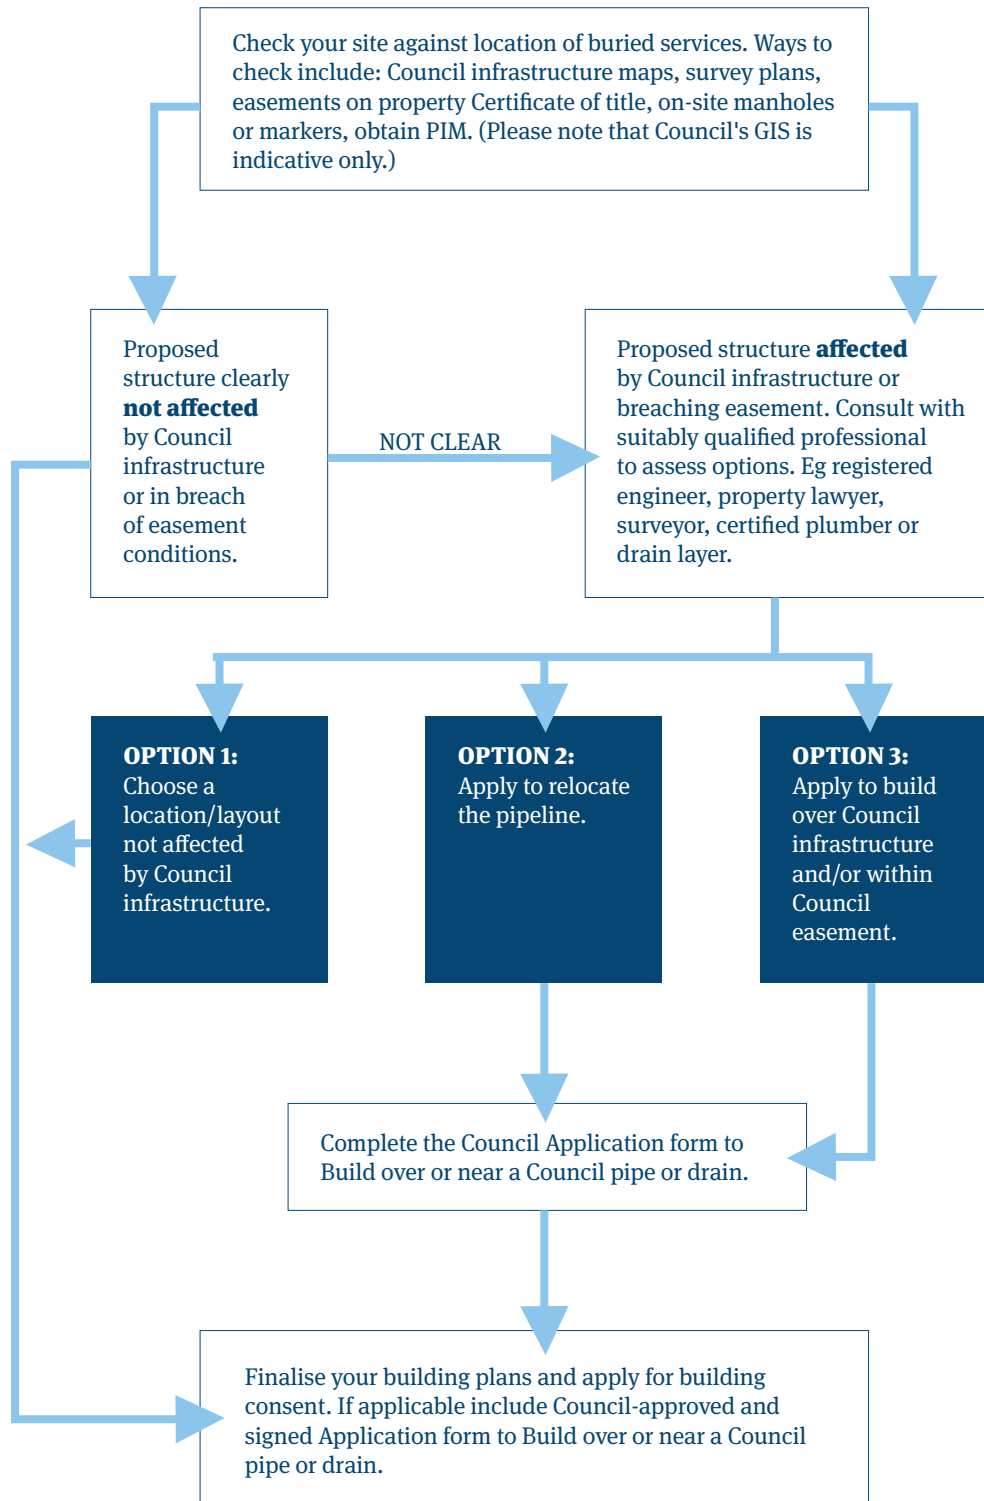 Check your site against location of buried services. Ways to
check include: Council infrastructure maps, survey plans,
easements on property Certificate of title, on-site manholes
or markers, obtain PIM. (Please note that Council's GIS is
indicative only.)
Proposed
structure clearly
not affected
by Council
infrastructure
or in breach
of easement
conditions.
NOT CLEAR
Proposed structure affected
by Council infrastructure or
breaching easement. Consult with
suitably qualified professional
to assess options. Eg registered
engineer, property lawyer,
surveyor, certified plumber or
drain layer.
OPTION 1:
Choose a
location/layout
not affected
by Council
infrastructure.
OPTION 2:
Apply to relocate
the pipeline.
OPTION 3:
Apply to build
over Council
infrastructure
and/or within
Council
easement.
Complete the Council Application form to
Build over or near a Council pipe or drain.
Finalise your building plans and apply for building
consent. If applicable include Council-approved and
signed Application form to Build over or near a Council
pipe or drain.